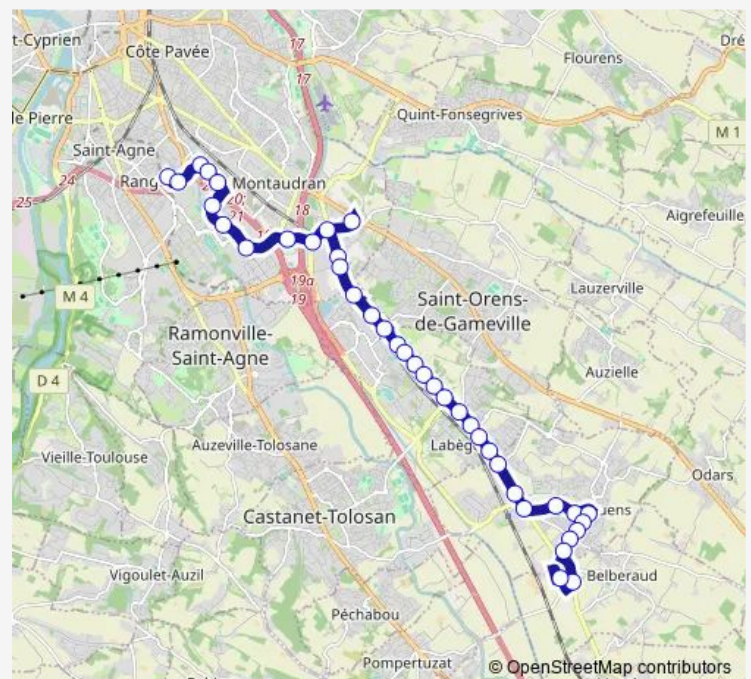 t-Cyprien
Côte Pavée
17
17
Flourens
Dré
le Pierre
Quint-Fonsegrives
M 1
Saint-Agne
24
Rang
Montaudran
20;
21
25
18
Aigrefeuille
M 4
19a
19
Lauzerville
Saint-Orens-
de-Gameville
Ramonville-
Saint-Agne
D 4
Auzielle
Vieille-Toulouse
Auzeville-Tolosane
Labèg
Odars
Castanet-Tolosan
uens
Vigoulet-Auzil
Belberaud
Péchabou
Pompertuzat
© OpenStreetMap contributors